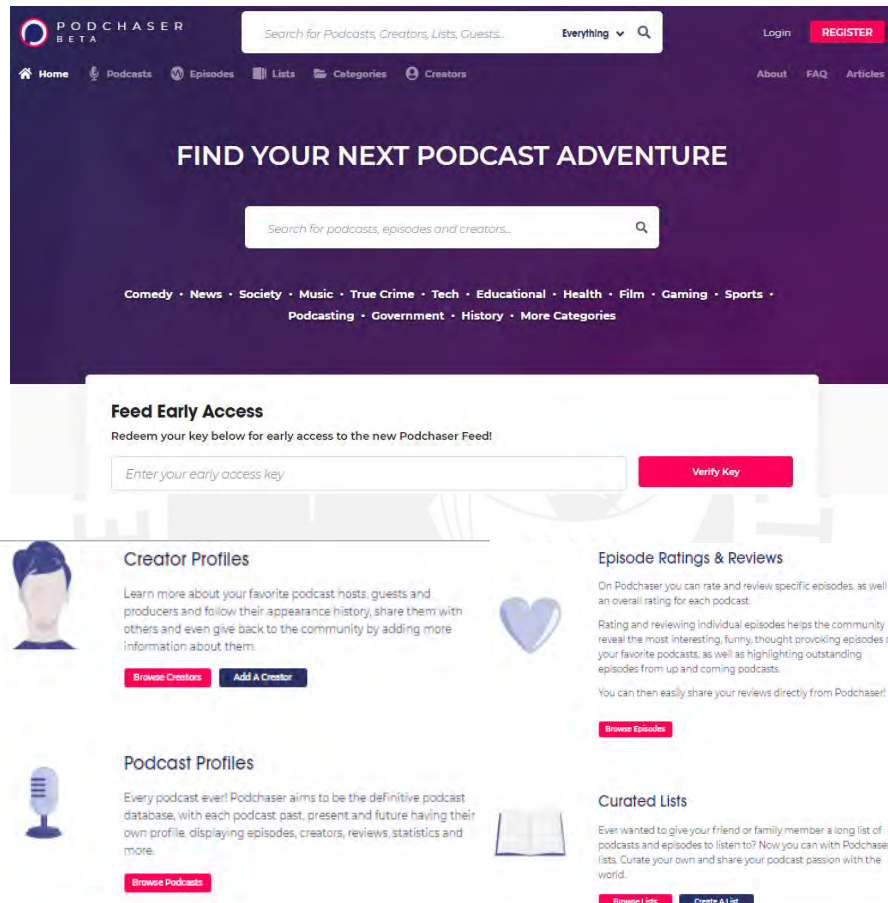 PODCHASER
BETA
Search for Podcasts, Creators, Lists, Guests...
Everything
Login
REGISTER
Home
Podcasts
Episodes
Lists
Categories
Creators
About
FAQ
Articles
FIND YOUR NEXT PODCAST ADVENTURE
Search for podcasts, episodes and creators...
Comedy · News · Society · Music · True Crime · Tech · Educational · Health · Film · Gaming · Sports ·
Podcasting · Government · History · More Categories
Feed Early Access
Redeem your key below for early access to the new Podchaser Feed!
Enter your early access key
Verify Key
Creator Profiles
Learn more about your favorite podcast hosts, guests and
producers and follow their appearance history, share them with
others and even give back to the community by adding more
information about them.
Browse Creators
Add A Creator
Podcast Profiles
Every podcast ever! Podchaser aims to be the definitive podcast
database, with each podcast past, present and future having their
own profile, displaying episodes, creators, reviews, statistics and
more.
Browse Podcasts
Episode Ratings & Reviews
On Podchaser you can rate and review specific episodes, as well
an overall rating for each podcast.
Rating and reviewing individual episodes helps the community
reveal the most interesting, funny, thought provoking episodes
your favorite podcasts, as well as highlighting outstanding
episodes from up and coming podcasts.
You can then easily share your reviews directly from Podchaser!
Browse Episodes
Curated Lists
Ever wanted to give your friend or family member a long list of
podcasts and episodes to listen to? Now you can with Podchaser
lists. Curate your own and share your podcast passion with the
world.
Browse Lists
Create A List